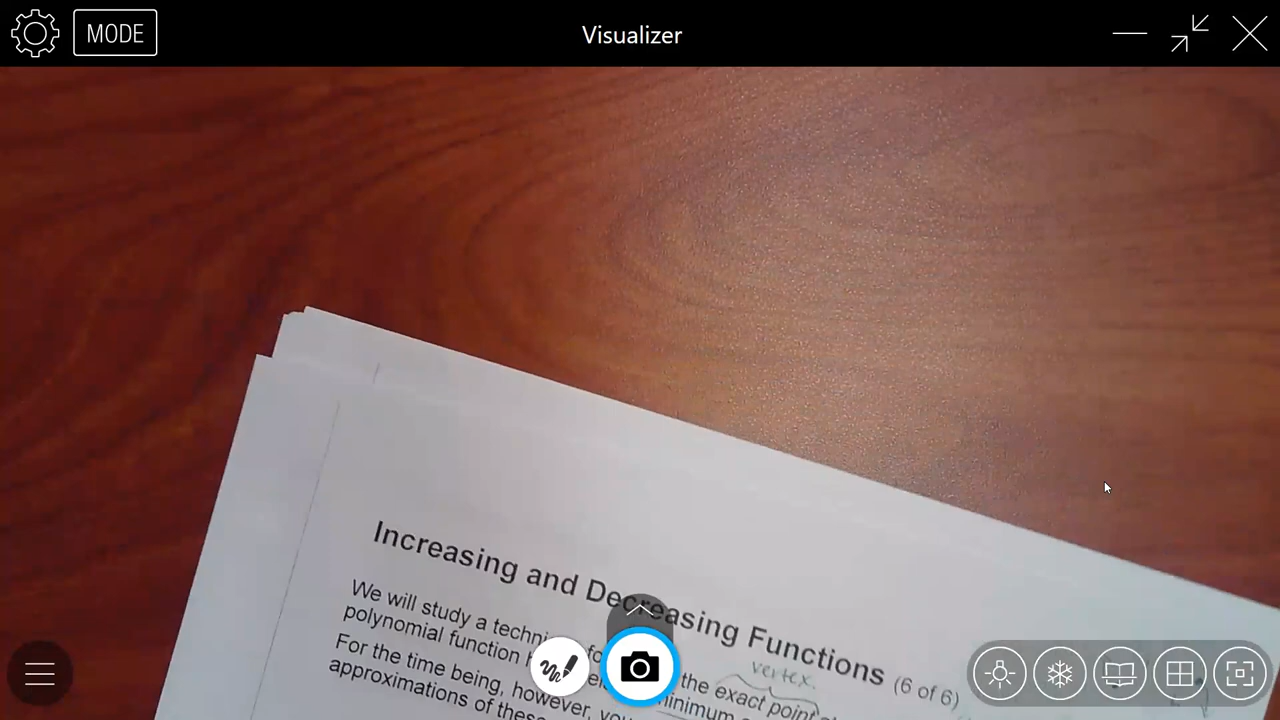 MODE
Visualizer
Increasing and Decreasing Functions (6 of 6)
vertex.
We will study a techni the exact point
polynomial function minimum
For the time being, however, you
approximations of these